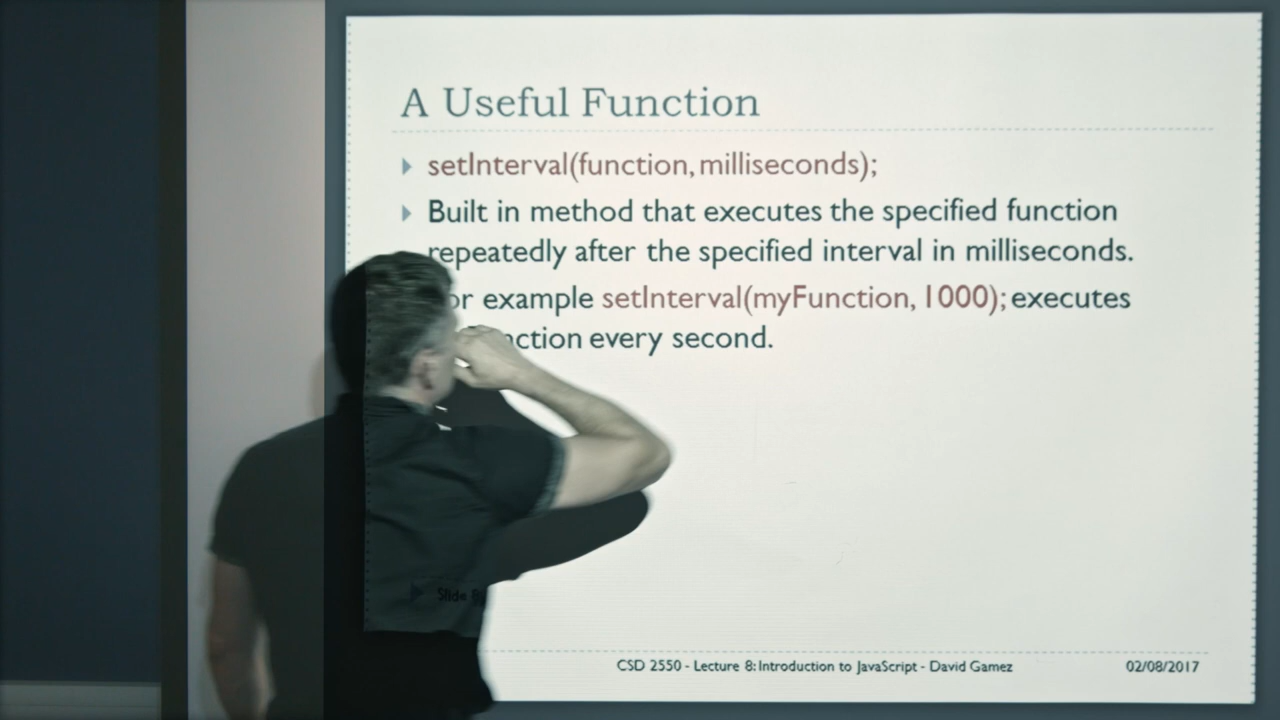 A Useful Function
setInterval(function, milliseconds);
Built in method that executes the specified function
repeatedly after the specified interval in milliseconds.
example setInterval(myFunction, 1000); executes
every second.
Slide
CSD 2550 - Lecture 8: Introduction to JavaScript - David Gamez
02/08/2017